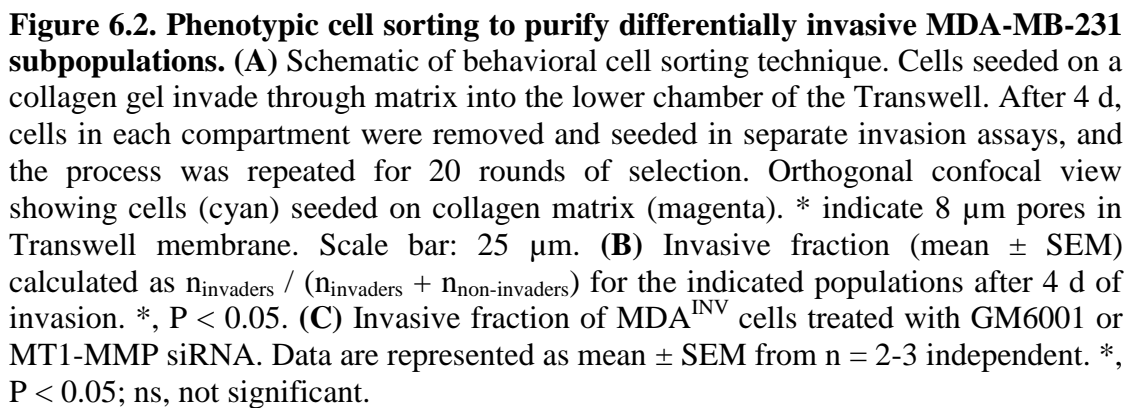 Figure 6.2. Phenotypic cell sorting to purify differentially invasive MDA-MB-231
subpopulations. (A) Schematic of behavioral cell sorting technique. Cells seeded on a
collagen gel invade through matrix into the lower chamber of the Transwell. After 4 d,
cells in each compartment were removed and seeded in separate invasion assays, and
the process was repeated for 20 rounds of selection. Orthogonal confocal view
showing cells (cyan) seeded on collagen matrix (magenta). * indicate 8 µm pores in
Transwell membrane. Scale bar: 25 µm. (B) Invasive fraction (mean ± SEM)
calculated as n_invaders / (n_invaders + n_non-invaders) for the indicated populations after 4 d of
invasion. *, P < 0.05. (C) Invasive fraction of MDA^INV cells treated with GM6001 or
MT1-MMP siRNA. Data are represented as mean ± SEM from n = 2-3 independent. *,
P < 0.05; ns, not significant.